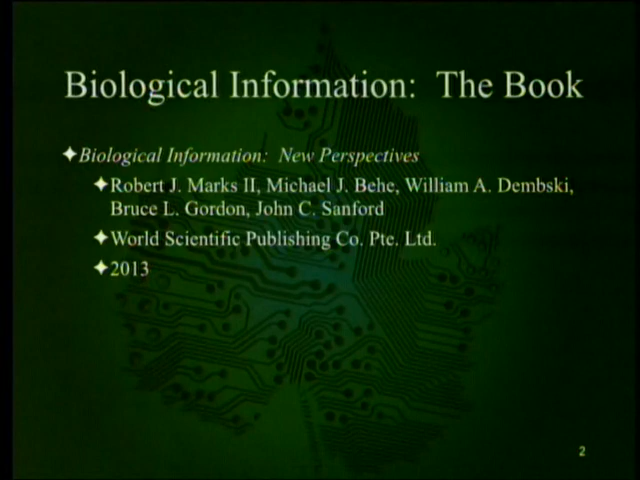 Biological Information: The Book
✦Biological Information: New Perspectives
✦Robert J. Marks II, Michael J. Behe, William A. Dembski,
Bruce L. Gordon, John C. Sanford
✦World Scientific Publishing Co. Pte. Ltd.
✦2013
2